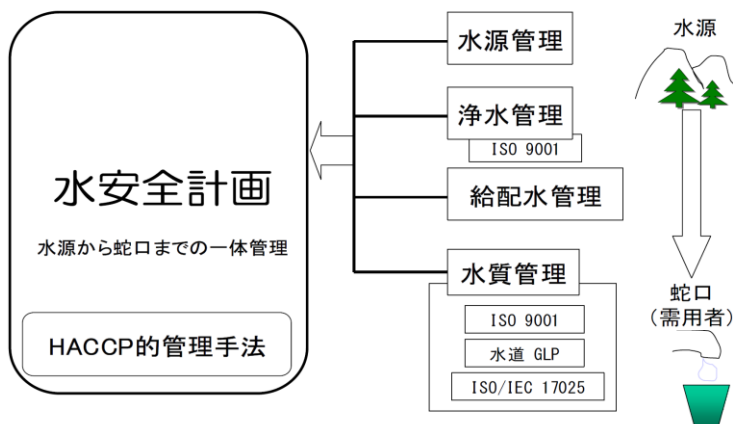 水安全計画
水源から蛇口までの一体管理
HACCP的管理手法
水源管理
浄水管理
ISO 9001
給配水管理
水質管理
ISO 9001
水道 GLP
ISO/IEC 17025
水源
蛇口
(需用者)